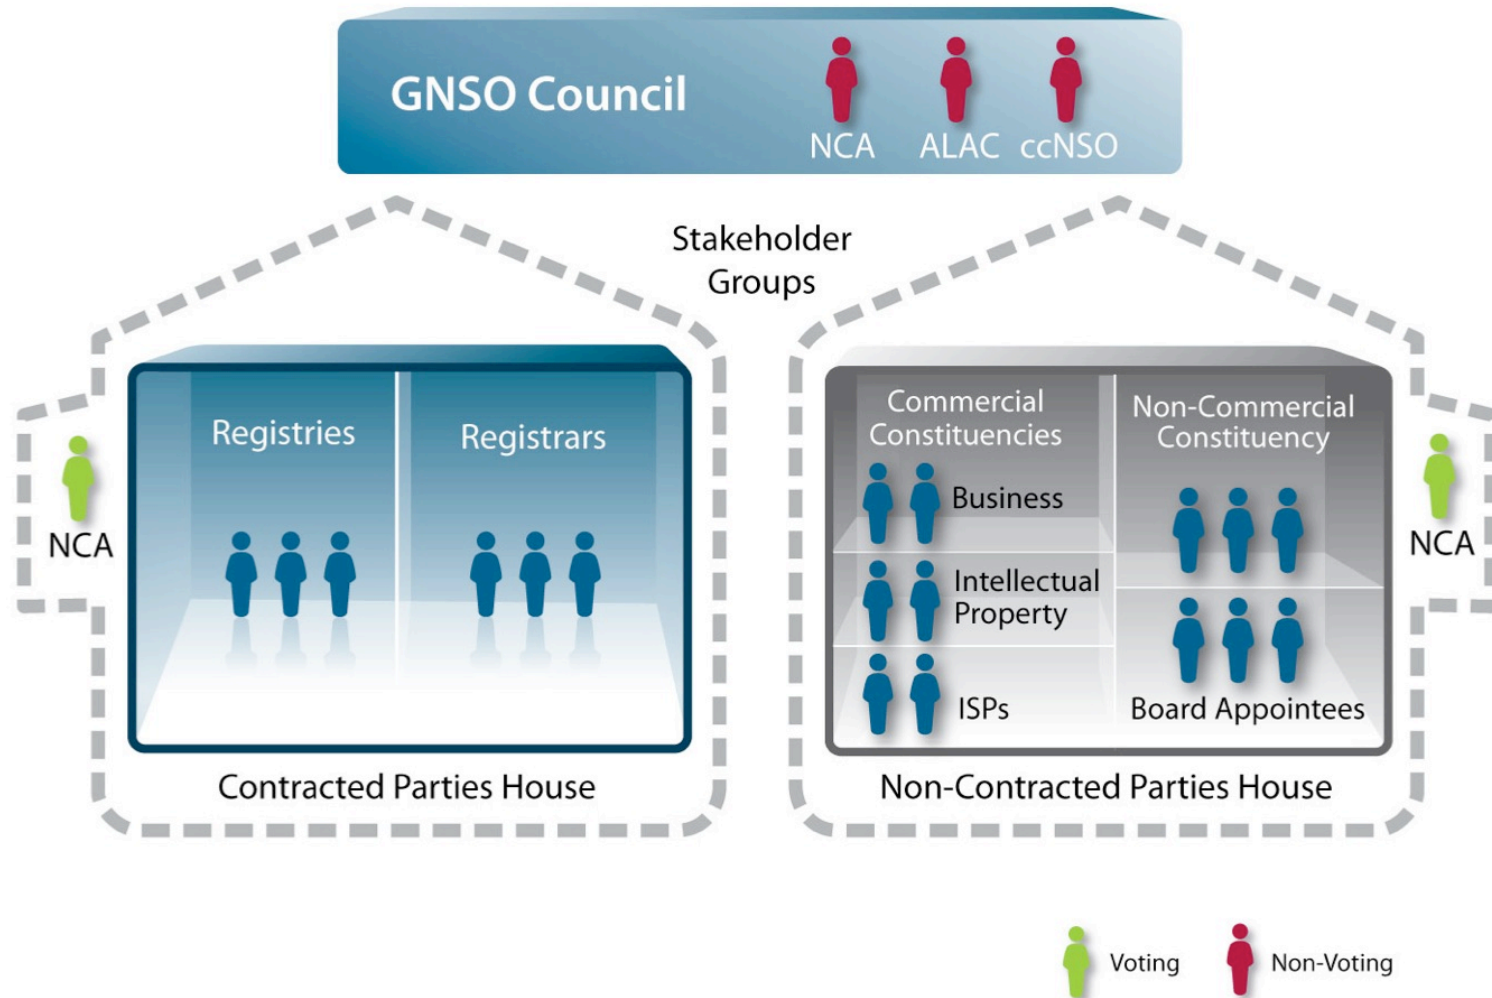 GNSO Council
NCA
ALAC
ccNSO
Stakeholder
Groups
Registries
Registrars
NCA
Contracted Parties House
Commercial
Constituencies
Business
Intellectual
Property
ISPs
Non-Commercial
Constituency
Board Appointees
NCA
Non-Contracted Parties House
Voting
Non-Voting